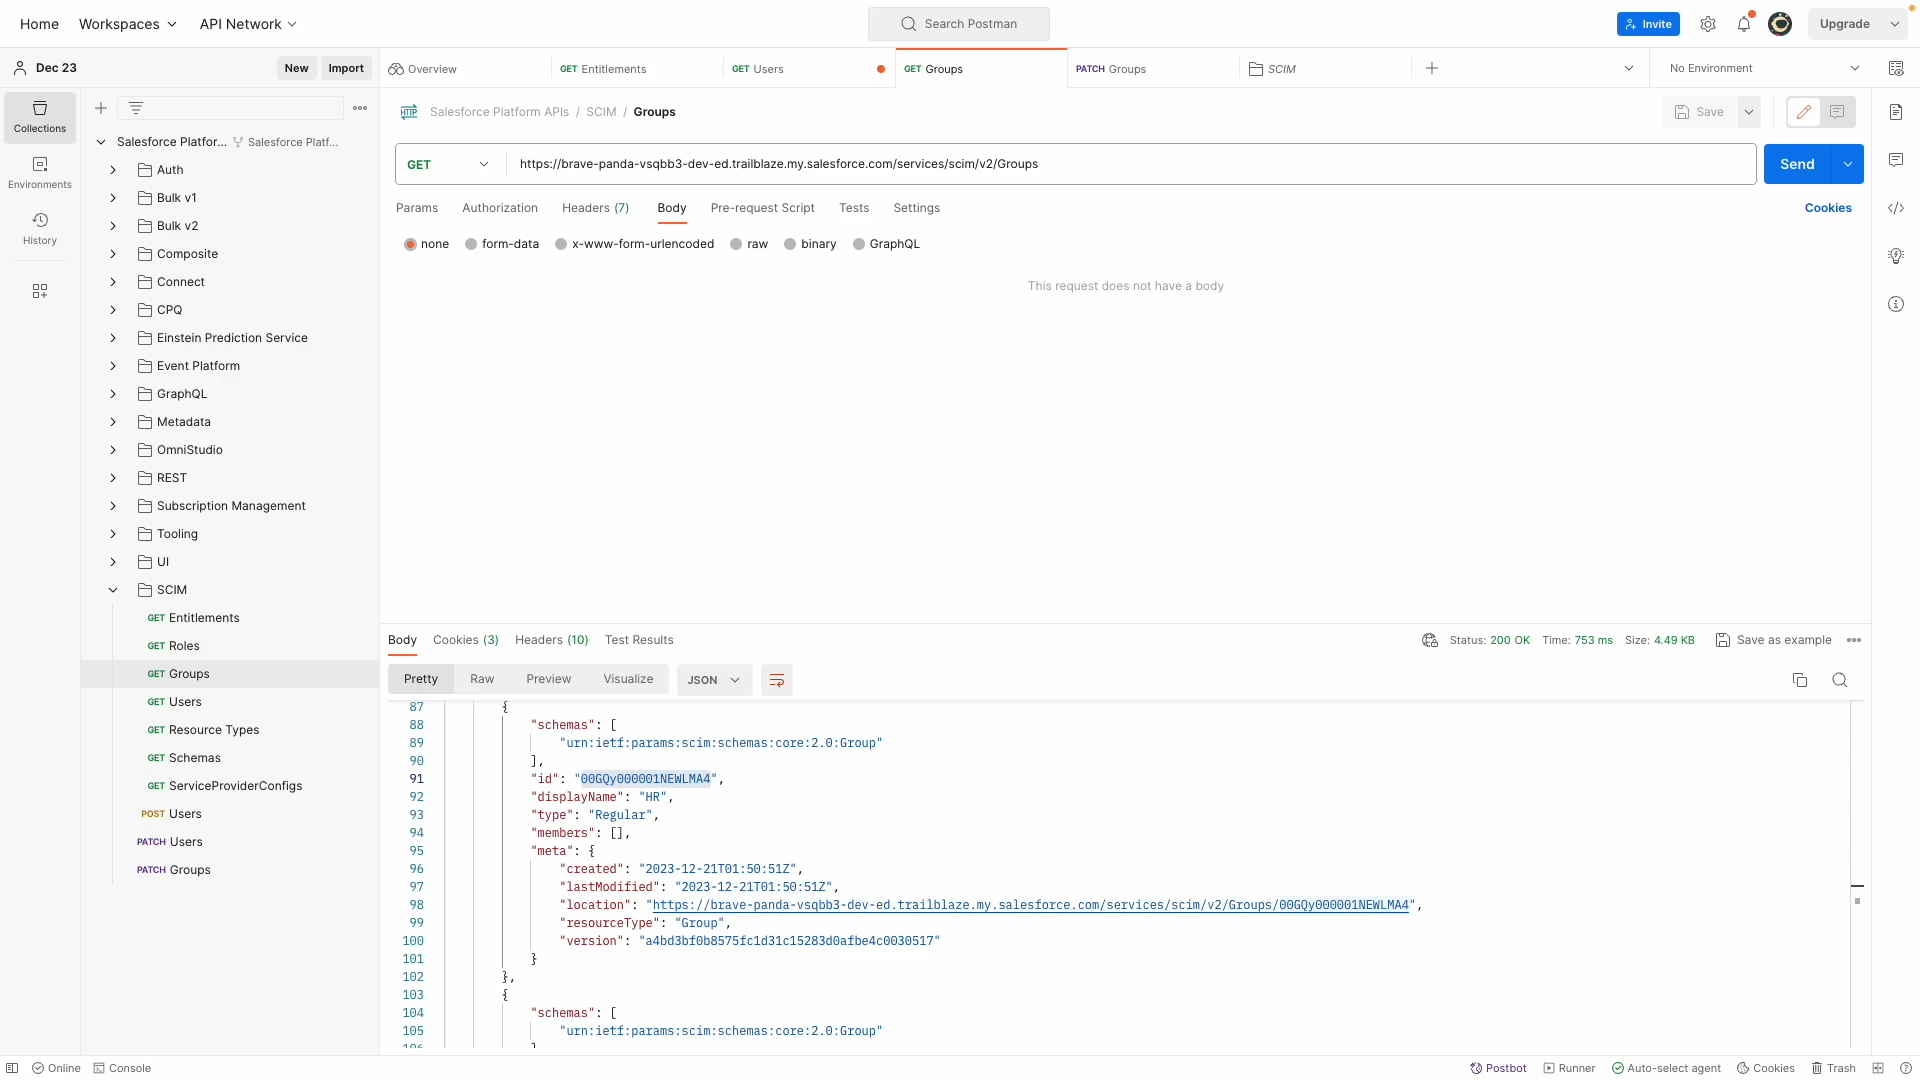 Home
Workspaces
API Network
Search Postman
Invite
Upgrade
Dec 23
New
Import
Overview
GET Entitlements
GET Users
GET Groups
PATCH Groups
SCIM
No Environment
Collections
Environments
History
Salesforce Platfor...
Salesforce Platf...
Auth
Bulk v1
Bulk v2
Composite
Connect
CPQ
Einstein Prediction Service
Event Platform
GraphQL
Metadata
OmniStudio
REST
Subscription Management
Tooling
UI
SCIM
GET Entitlements
GET Roles
GET Groups
GET Users
GET Resource Types
GET Schemas
GET ServiceProviderConfigs
POST Users
PATCH Users
PATCH Groups
HTTP
Salesforce Platform APIs / SCIM / Groups
Save
GET
https://brave-panda-vsqbb3-dev-ed.trailblaze.my.salesforce.com/services/scim/v2/Groups
Send
Params
Authorization
Headers (7)
Body
Pre-request Script
Tests
Settings
Cookies
none
form-data
x-www-form-urlencoded
raw
binary
GraphQL
This request does not have a body
Body
Cookies (3)
Headers (10)
Test Results
Status: 200 OK
Time: 753 ms
Size: 4.49 KB
Save as example
Pretty
Raw
Preview
Visualize
JSON
87 {
88 "schemas": [
89 "urn:ietf:params:scim:schemas:core:2.0:Group"
90 ],
91 "id": "00GQy000001NEWLMA4",
92 "displayName": "HR",
93 "type": "Regular",
94 "members": [],
95 "meta": {
96 "created": "2023-12-21T01:50:51Z",
97 "lastModified": "2023-12-21T01:50:51Z",
98 "location": "https://brave-panda-vsqbb3-dev-ed.trailblaze.my.salesforce.com/services/scim/v2/Groups/00GQy000001NEWLMA4",
99 "resourceType": "Group",
100 "version": "a4bd3bf0b8575fc1d31c15283d0afbe4c0030517"
101 }
102 },
103 {
104 "schemas": [
105 "urn:ietf:params:scim:schemas:core:2.0:Group"
106 ]
Online
Console
Postbot
Runner
Auto-select agent
Cookies
Trash